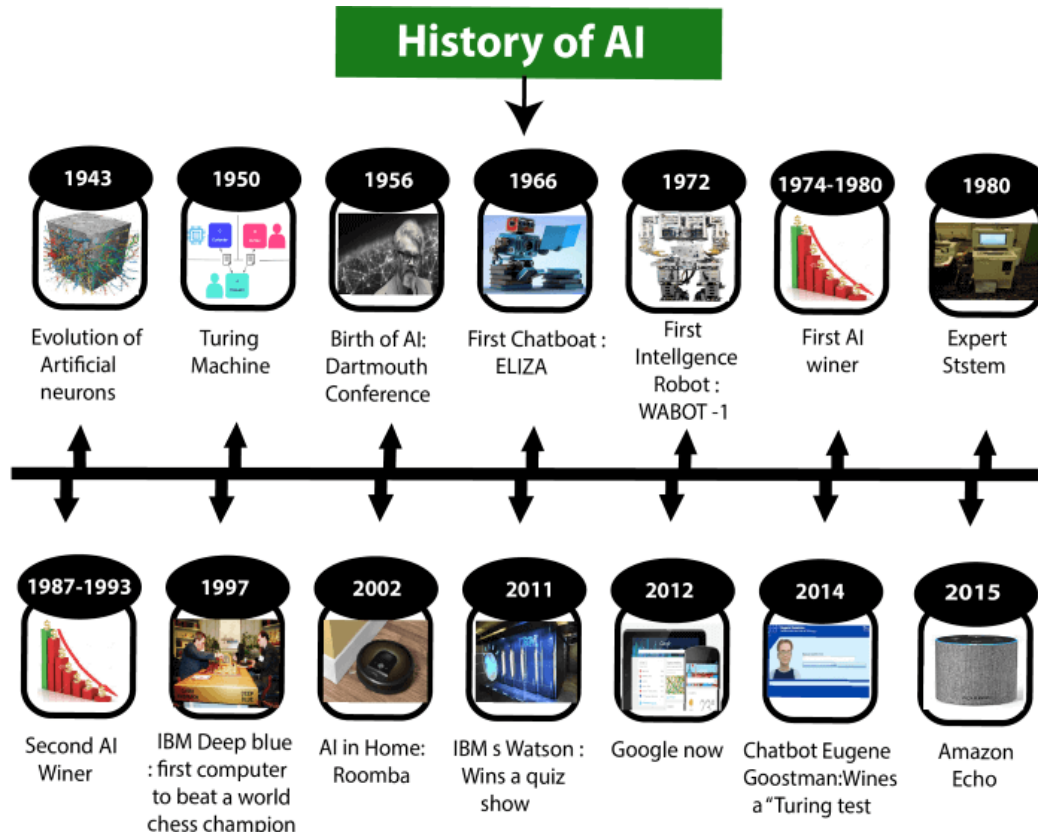 History of AI
1943
1950
1956
1966
1972
1974-1980
1980
Evolution of
Artificial
neurons
Turing
Machine
Birth of AI:
Dartmouth
Conference
First Chatboat :
ELIZA
First
Intellgence
Robot :
WABOT -1
First AI
winer
Expert
Ststem
1987-1993
1997
2002
2011
2012
2014
2015
DEEP
BLUE
IBM
Second AI
Winer
IBM Deep blue
: first computer
to beat a world
chess champion
AI in Home:
Roomba
IBM s Watson :
Wins a quiz
show
Google now
Chatbot Eugene
Goostman:Wines
a “Turing test
Amazon
Echo